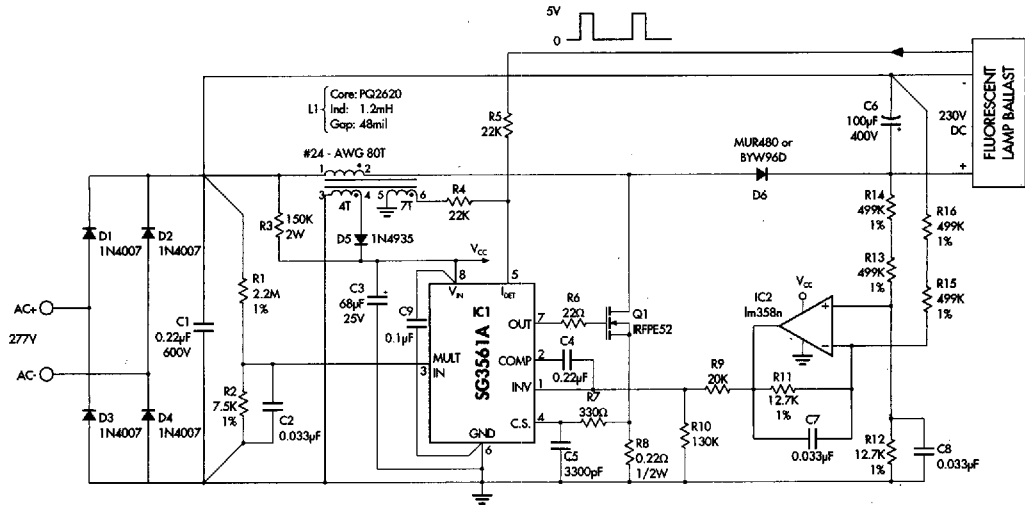 5V
0
L1
Core: PQ2620
Ind: 1.2mH
Gap: 48mil
#24 - AWG 80T
1
2
3
4
5
6
4T
7T
R5
22K
R4
22K
C6
100µF
400V
-
230V
DC
+
FLUORESCENT
LAMP BALLAST
MUR480 or
BYW96D
D6
R3
150K
2W
D5
1N4935
VCC
D1
1N4007
D2
1N4007
R1
2.2M
1%
AC+
277V
AC-
C1
0.22µF
600V
C3
68µF
25V
C9
0.1µF
8
VIN
5
IDET
IC1
SG3561A
MULT
IN
3
OUT
7
COMP
2
INV
1
C.S.
4
GND
6
R6
22Ω
Q1
IRFPE52
C4
0.22µF
R7
330Ω
C5
3300pF
R8
0.22Ω
1/2W
R9
20K
R10
130K
IC2
lm358n
VCC
+
−
R14
499K
1%
R13
499K
1%
R16
499K
1%
R15
499K
1%
R11
12.7K
1%
C7
0.033µF
R12
12.7K
1%
C8
0.033µF
R2
7.5K
1%
C2
0.033µF
D3
1N4007
D4
1N4007